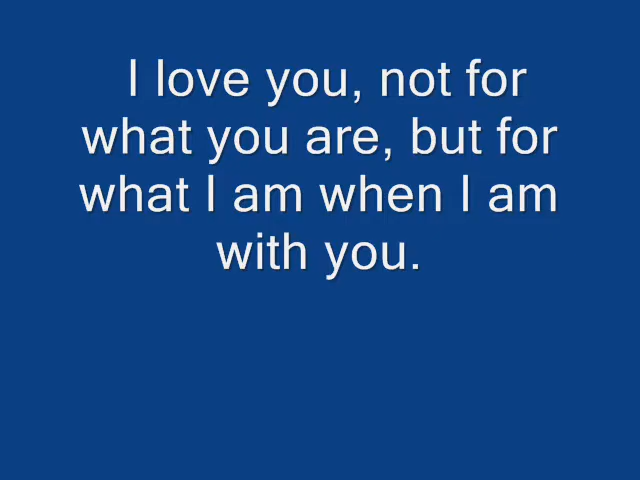 I love you, not for
what you are, but for
what I am when I am
with you.